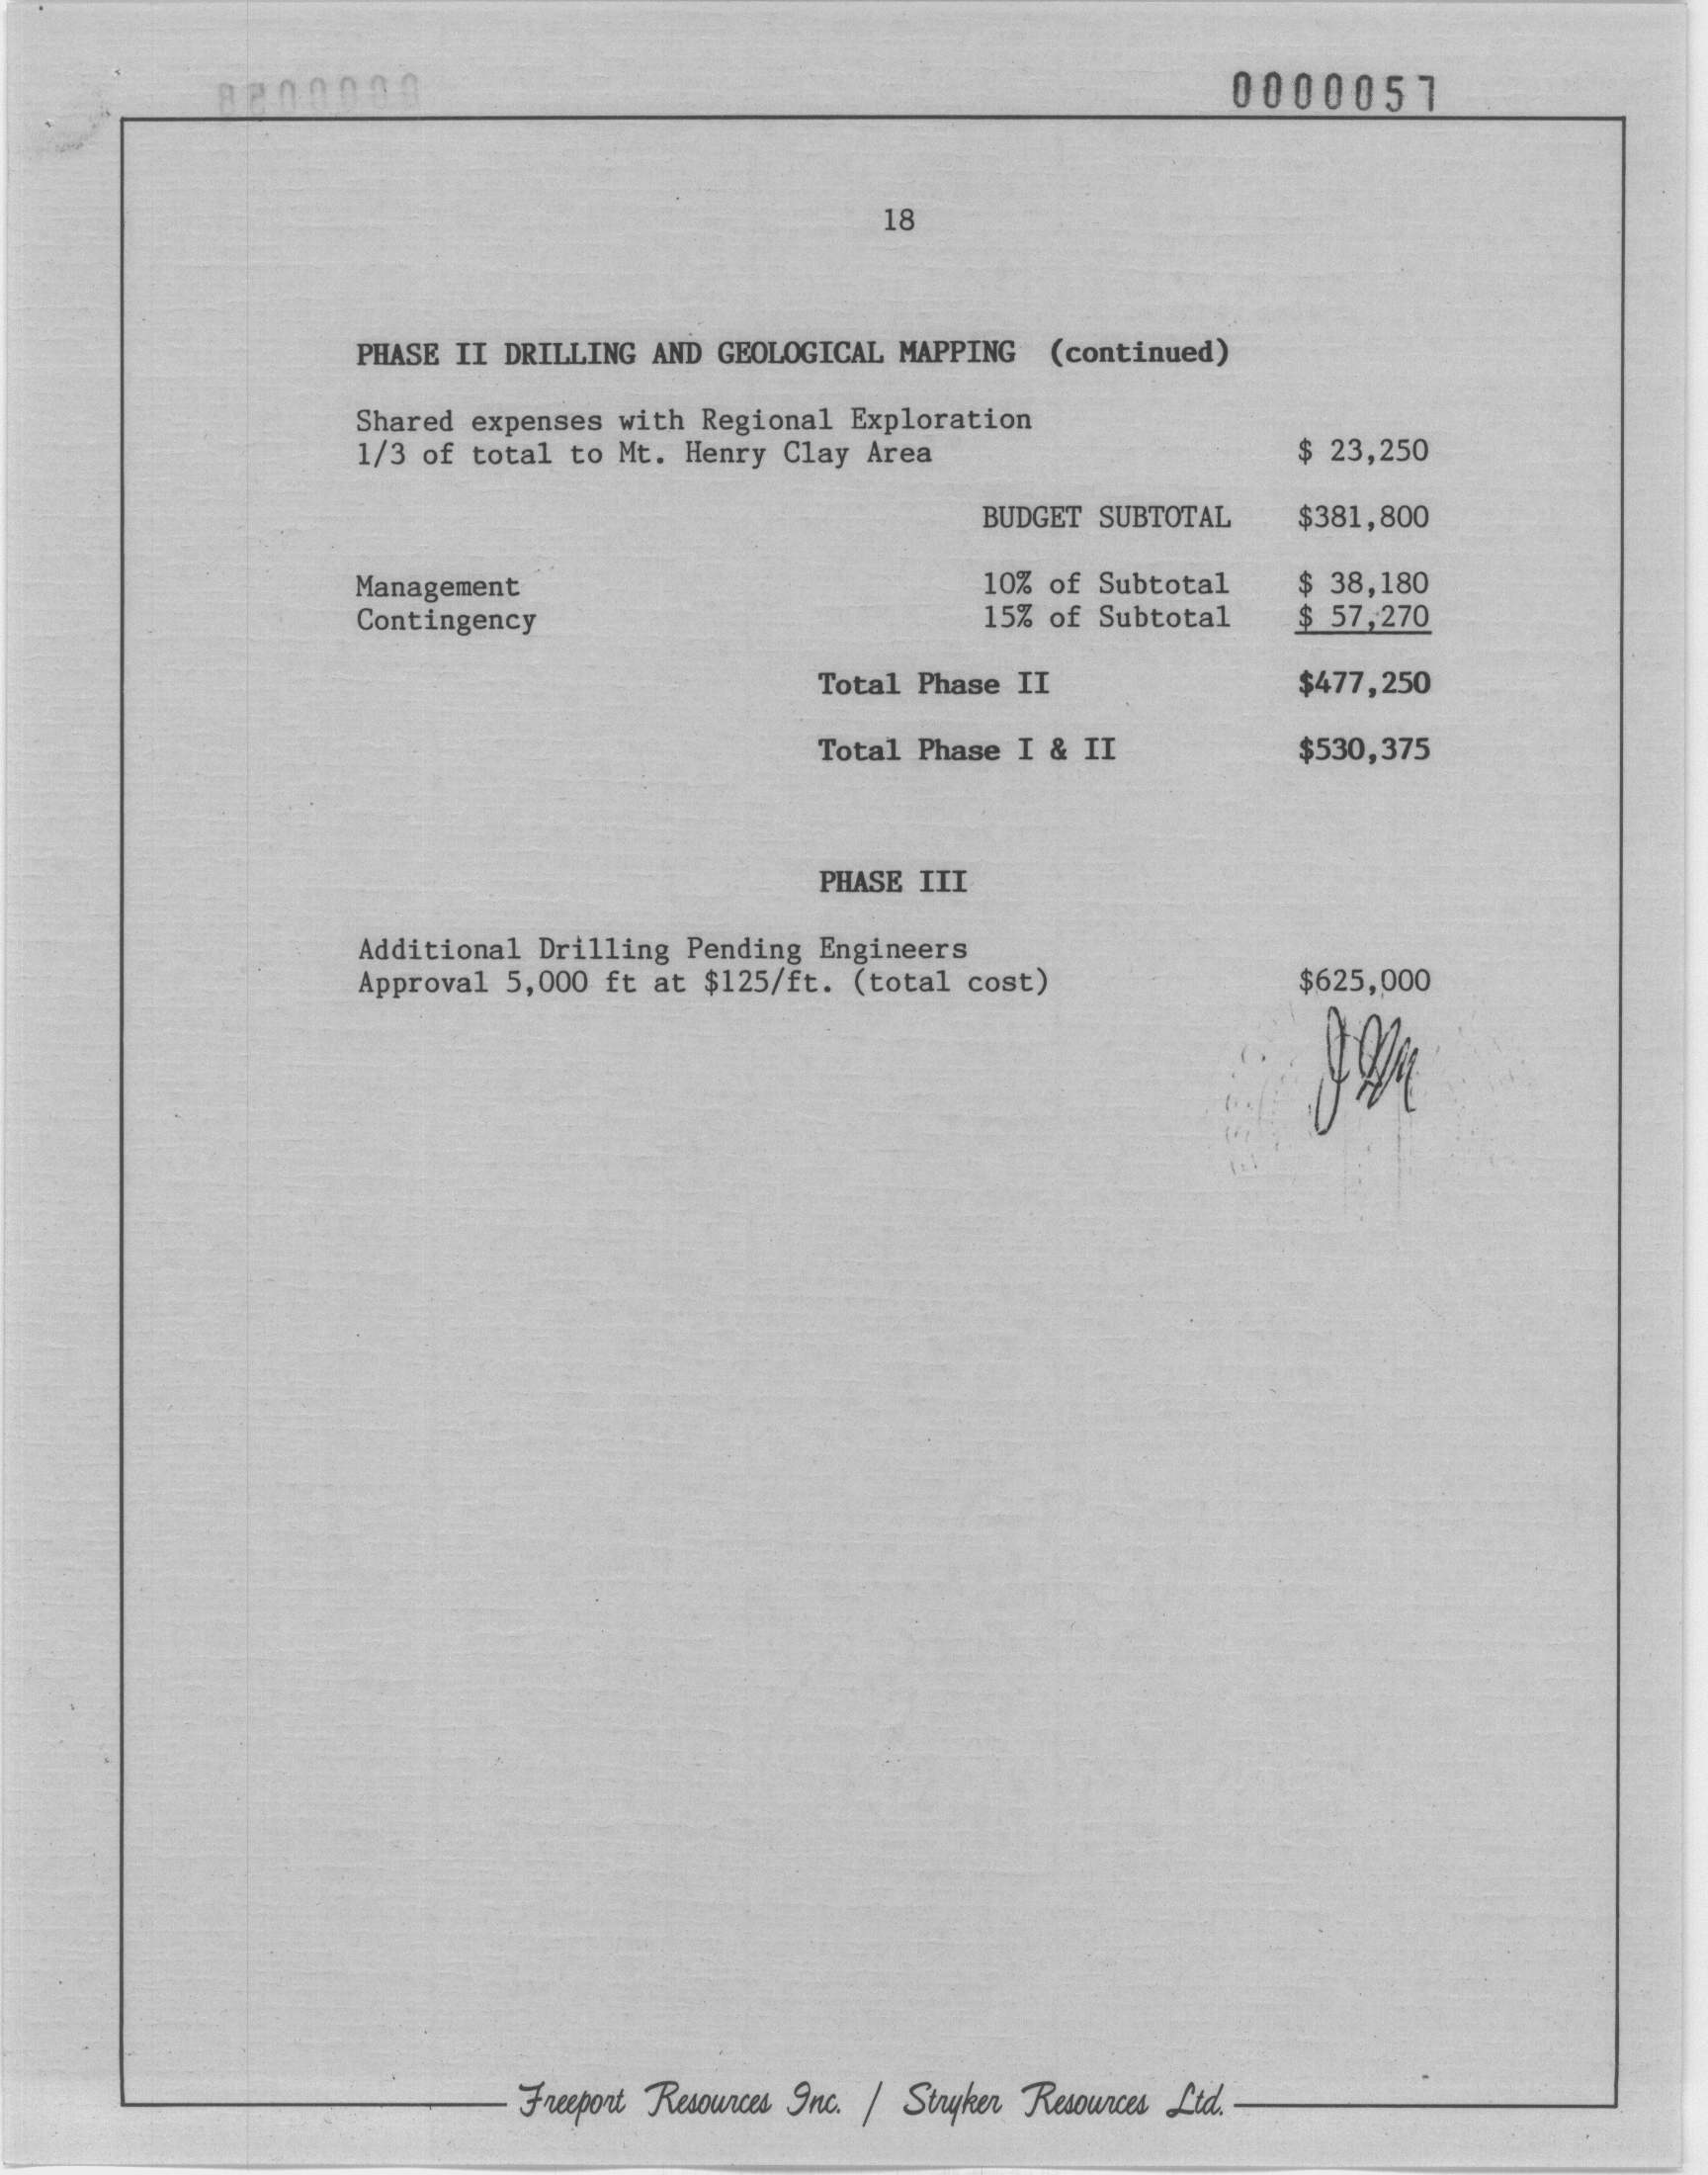 0000057
18
PHASE II DRILLING AND GEOLOGICAL MAPPING (continued)
Shared expenses with Regional Exploration
1/3 of total to Mt. Henry Clay Area $ 23,250
BUDGET SUBTOTAL $381,800
Management 10% of Subtotal $ 38,180
Contingency 15% of Subtotal $ 57,270
Total Phase II $477,250
Total Phase I & II $530,375
PHASE III
Additional Drilling Pending Engineers
Approval 5,000 ft at $125/ft. (total cost) $625,000
Freeport Resources Inc. / Stryker Resources Ltd.